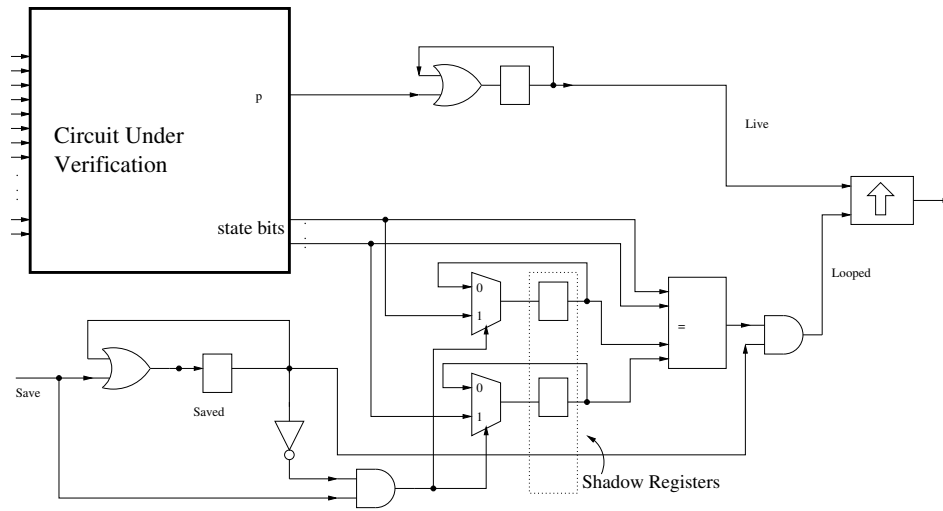 p
Circuit Under
Verification
Live
state bits
Looped
0
1
=
0
1
Save
Saved
Shadow Registers